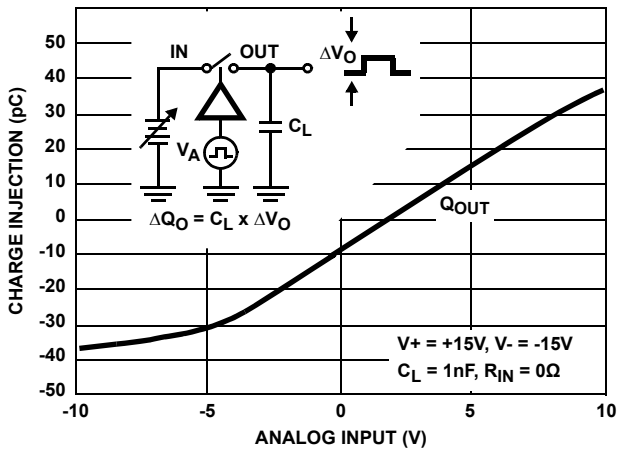 50
40
30
20
10
0
-10
-20
-30
-40
-50
CHARGE INJECTION (pC)
IN OUT
ΔVO
CL
VA
ΔQO = CL x ΔVO
QOUT
V+ = +15V, V- = -15V
CL = 1nF, RIN = 0Ω
-10 -5 0 5 10
ANALOG INPUT (V)